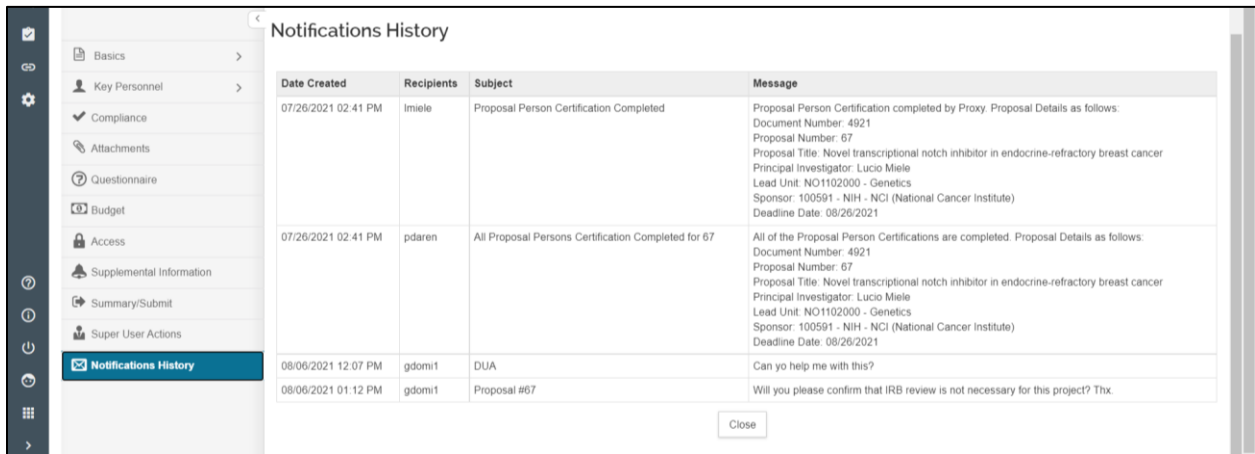 Notifications History
Basics
Key Personnel
Compliance
Attachments
Questionnaire
Budget
Access
Supplemental Information
Summary/Submit
Super User Actions
Notifications History
Date Created Recipients Subject Message
07/26/2021 02:41 PM lmiele Proposal Person Certification Completed Proposal Person Certification completed by Proxy. Proposal Details as follows:
Document Number: 4921
Proposal Number: 67
Proposal Title: Novel transcriptional notch inhibitor in endocrine-refractory breast cancer
Principal Investigator: Lucio Miele
Lead Unit: NO1102000 - Genetics
Sponsor: 100591 - NIH - NCI (National Cancer Institute)
Deadline Date: 08/26/2021
07/26/2021 02:41 PM pdaren All Proposal Persons Certification Completed for 67 All of the Proposal Person Certifications are completed. Proposal Details as follows:
Document Number: 4921
Proposal Number: 67
Proposal Title: Novel transcriptional notch inhibitor in endocrine-refractory breast cancer
Principal Investigator: Lucio Miele
Lead Unit: NO1102000 - Genetics
Sponsor: 100591 - NIH - NCI (National Cancer Institute)
Deadline Date: 08/26/2021
08/06/2021 12:07 PM gdomi1 DUA Can yo help me with this?
08/06/2021 01:12 PM gdomi1 Proposal #67 Will you please confirm that IRB review is not necessary for this project? Thx.
Close